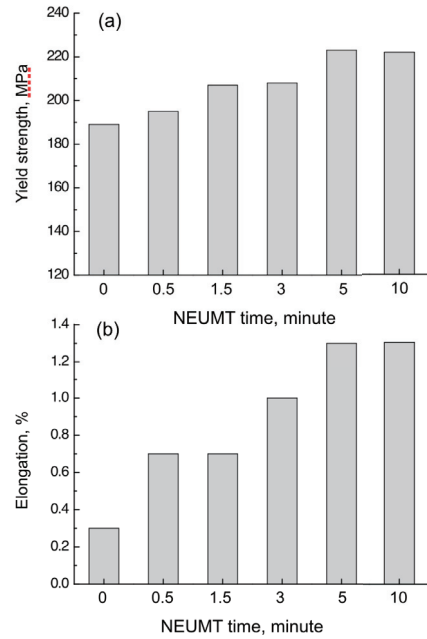 (a)
Yield strength, MPa
240
220
200
180
160
140
120
0 0.5 1.5 3 5 10
NEUMT time, minute
(b)
Elongation, %
1.4
1.2
1.0
0.8
0.6
0.4
0.2
0.0
0 0.5 1.5 3 5 10
NEUMT time, minute